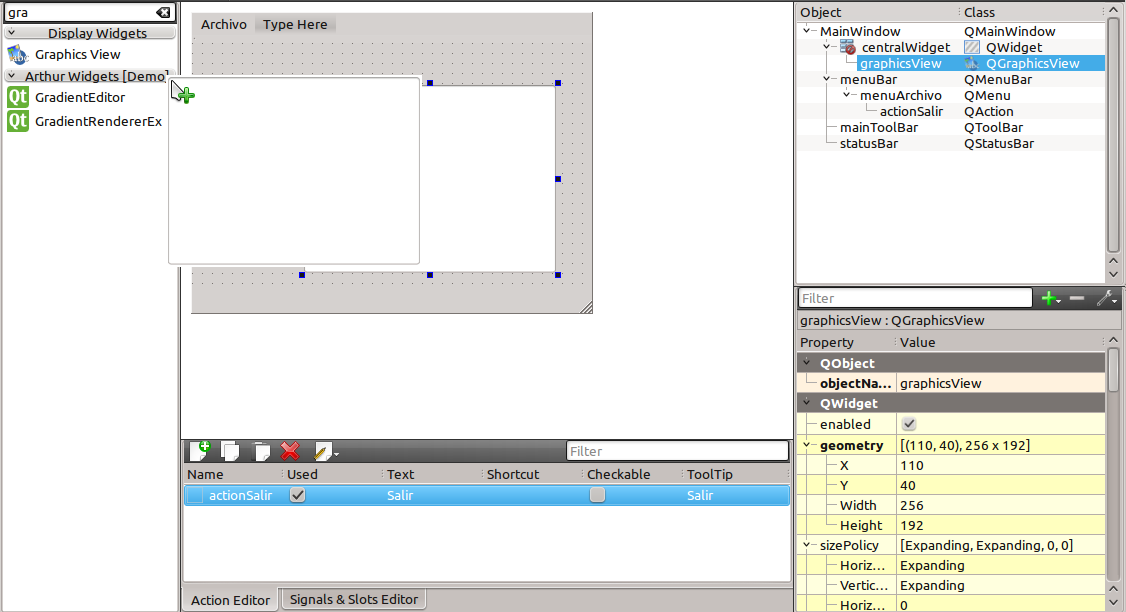 gra
Display Widgets
Graphics View
Arthur Widgets [Demo]
Qt GradientEditor
Qt GradientRendererEx
Archivo Type Here
Object Class
MainWindow QMainWindow
centralWidget QWidget
graphicsView QGraphicsView
menuBar QMenuBar
menuArchivo QMenu
actionSalir QAction
mainToolBar QToolBar
statusBar QStatusBar
Filter
graphicsView : QGraphicsView
Property Value
QObject
objectNa... graphicsView
QWidget
enabled
geometry [(110, 40), 256 x 192]
X 110
Y 40
Width 256
Height 192
sizePolicy [Expanding, Expanding, 0, 0]
Horiz... Expanding
Vertic... Expanding
Horiz... 0
Filter
Name Used Text Shortcut Checkable ToolTip
actionSalir Salir Salir
Action Editor Signals & Slots Editor